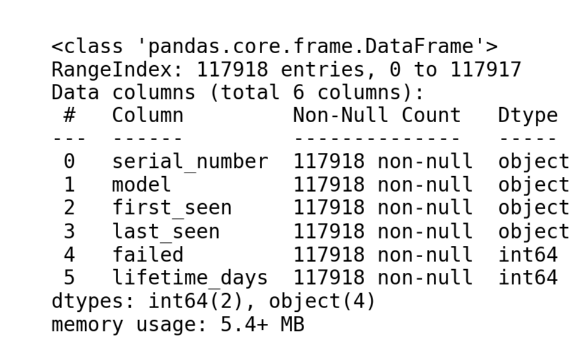 <class 'pandas.core.frame.DataFrame'>
RangeIndex: 117918 entries, 0 to 117917
Data columns (total 6 columns):
 #   Column         Non-Null Count   Dtype
---  ------         --------------   -----
 0   serial_number  117918 non-null  object
 1   model          117918 non-null  object
 2   first_seen     117918 non-null  object
 3   last_seen      117918 non-null  object
 4   failed         117918 non-null  int64
 5   lifetime_days  117918 non-null  int64
dtypes: int64(2), object(4)
memory usage: 5.4+ MB